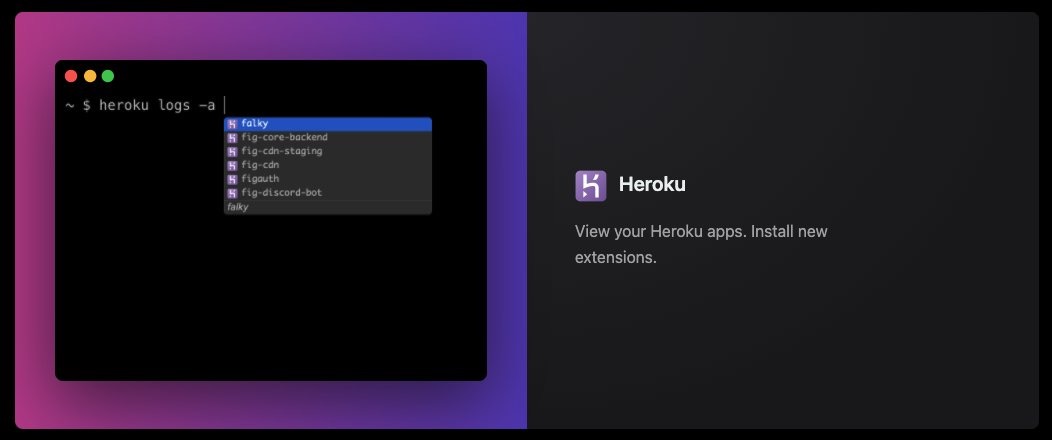 ~ $ heroku logs -a
falky
fig-core-backend
fig-cdn-staging
fig-cdn
figauth
fig-discord-bot
falky
Heroku
View your Heroku apps. Install new
extensions.